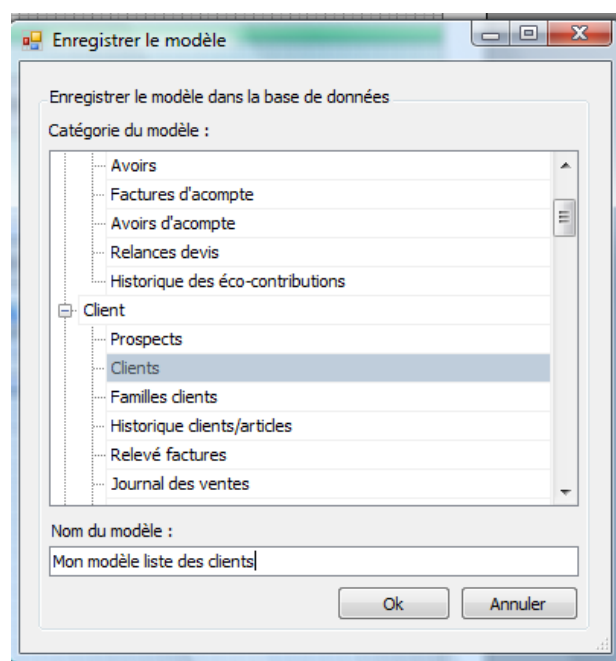 Enregistrer le modèle
Enregistrer le modèle dans la base de données
Catégorie du modèle :
Avoirs
Factures d'acompte
Avoirs d'acompte
Relances devis
Historique des éco-contributions
Client
Prospects
Clients
Familles clients
Historique clients/articles
Relevé factures
Journal des ventes
Nom du modèle :
Mon modèle liste des clients
Ok Annuler